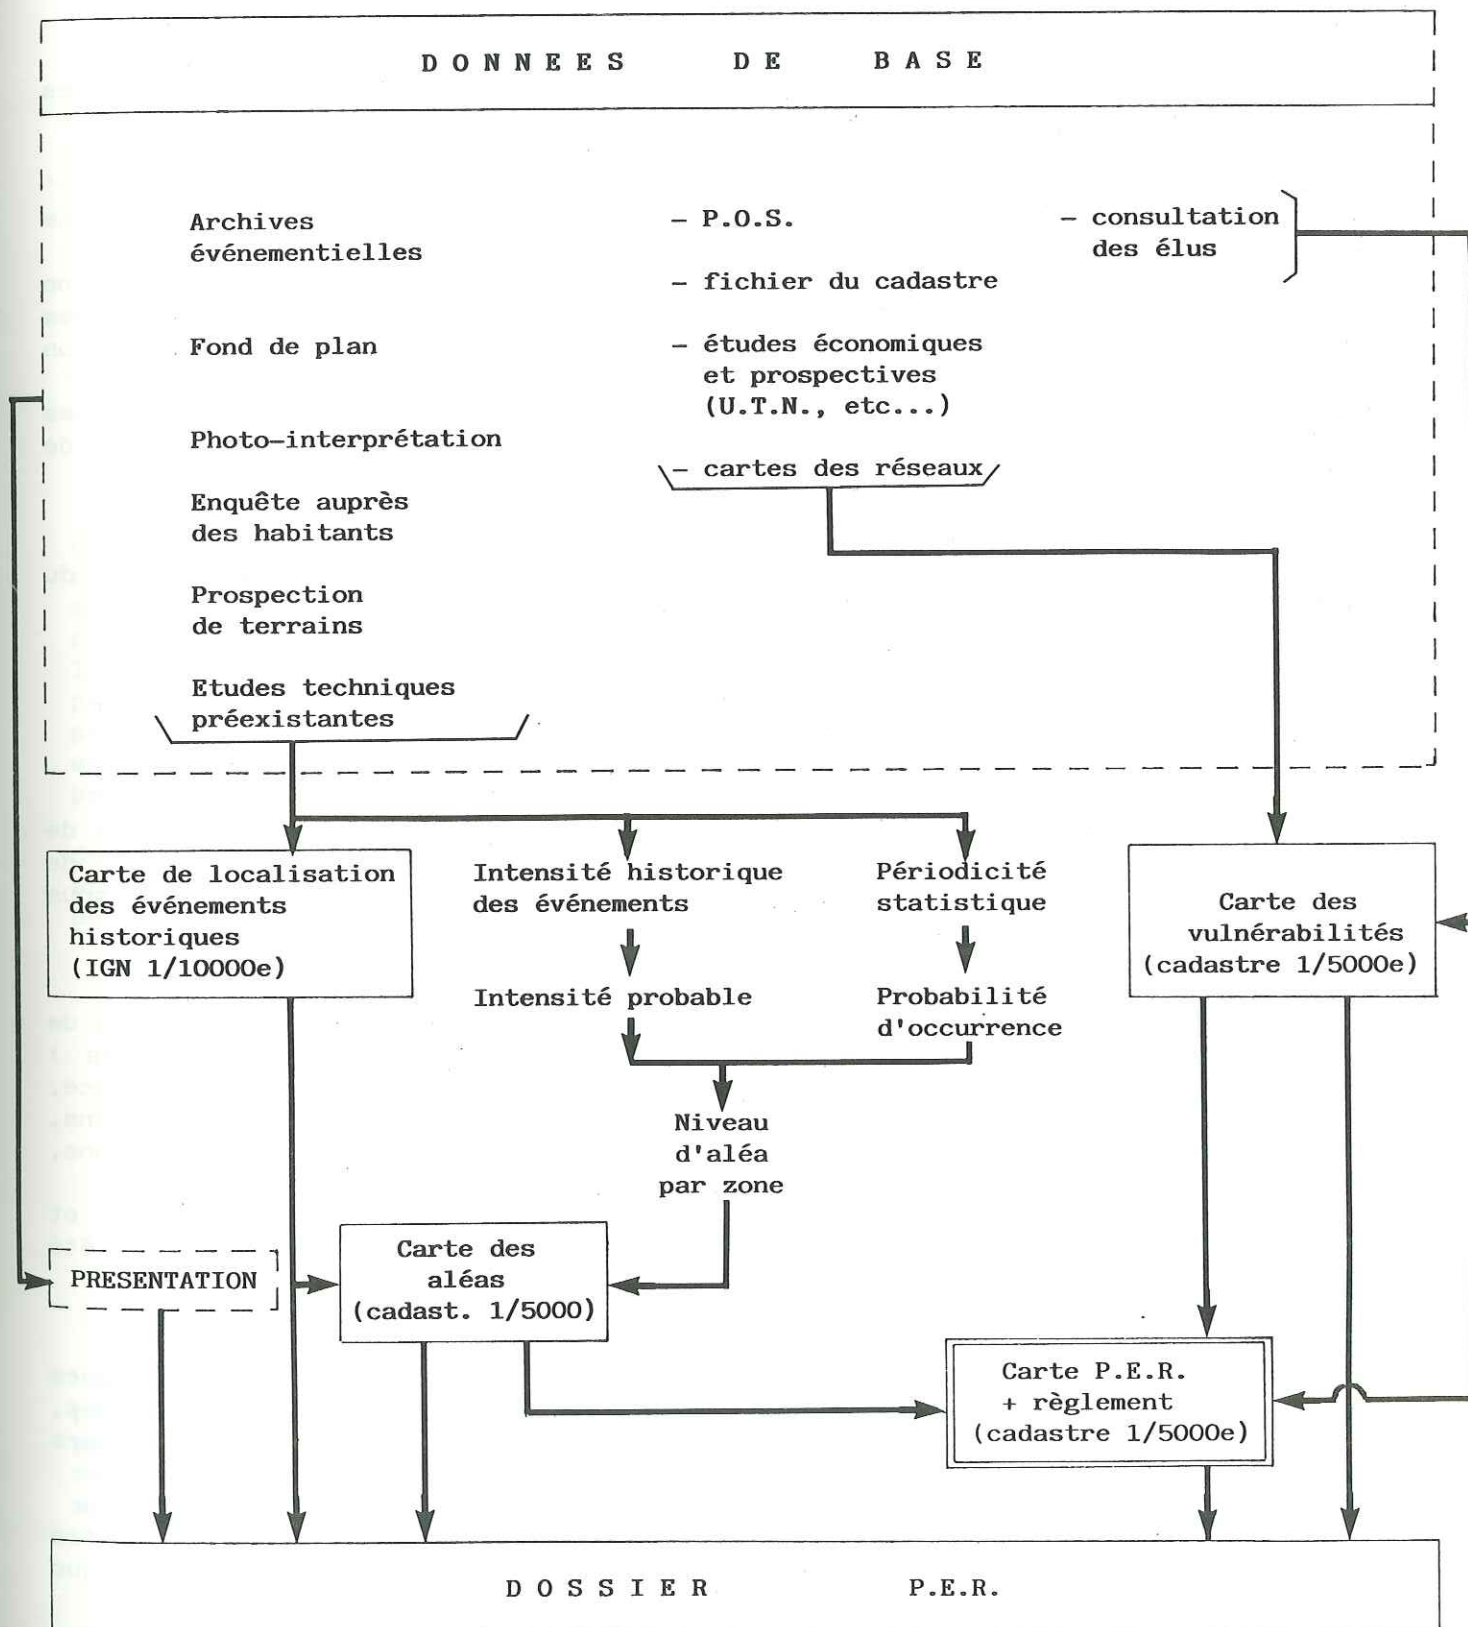 DONNEES DE BASE
Archives
événementielles
Fond de plan
Photo-interprétation
Enquête auprès
des habitants
Prospection
de terrains
Etudes techniques
préexistantes
- P.O.S.
- fichier du cadastre
- études économiques
et prospectives
(U.T.N., etc...)
- cartes des réseaux
- consultation
des élus
Carte de localisation
des événements
historiques
(IGN 1/10000e)
Intensité historique
des événements
Intensité probable
Périodicité
statistique
Probabilité
d'occurrence
Carte des
vulnérabilités
(cadastre 1/5000e)
Niveau
d'aléa
par zone
PRESENTATION
Carte des
aléas
(cadast. 1/5000)
Carte P.E.R.
+ règlement
(cadastre 1/5000e)
DOSSIER P.E.R.